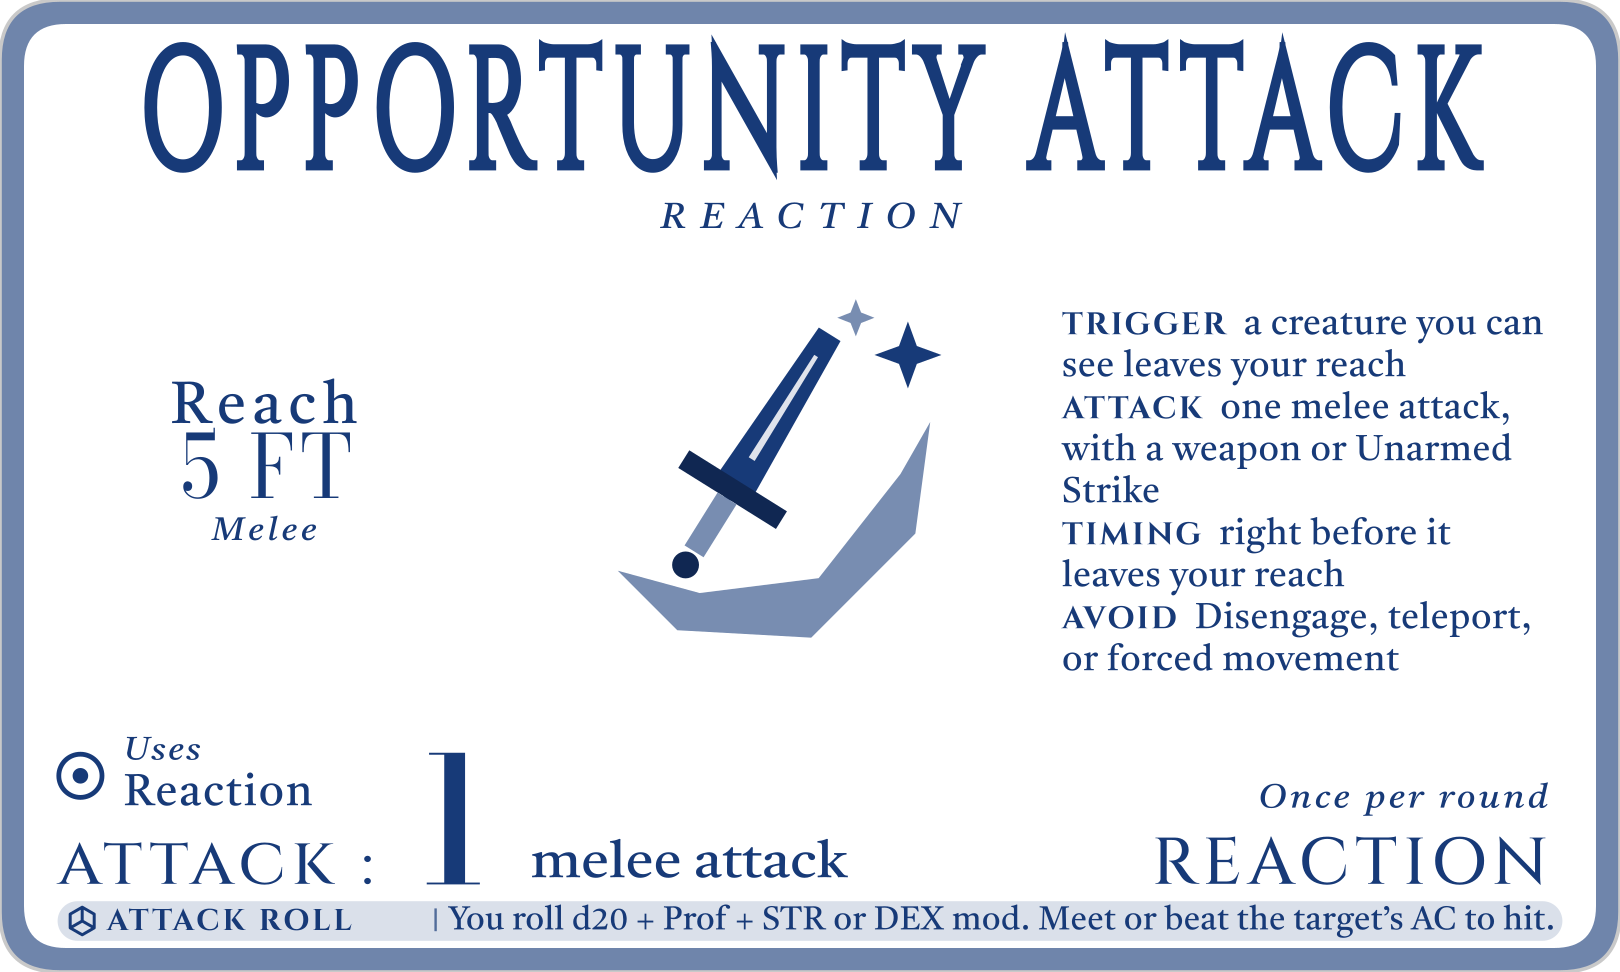 OPPORTUNITY ATTACK
REACTION
Reach
5 FT
Melee
TRIGGER a creature you can
see leaves your reach
ATTACK one melee attack,
with a weapon or Unarmed
Strike
TIMING right before it
leaves your reach
AVOID Disengage, teleport,
or forced movement
Uses
Reaction
ATTACK : 1 melee attack
Once per round
REACTION
ATTACK ROLL | You roll d20 + Prof + STR or DEX mod. Meet or beat the target’s AC to hit.